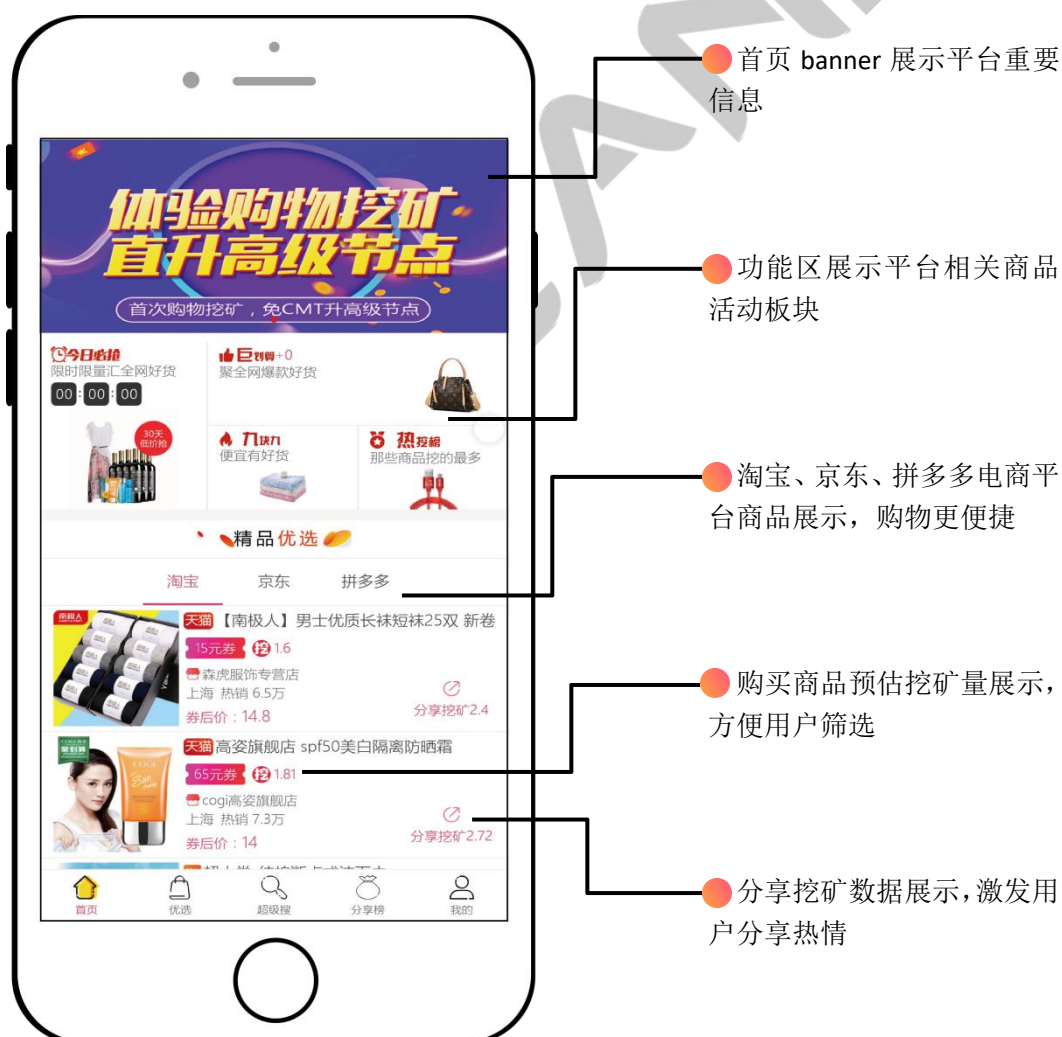 首页 banner 展示平台重要
信息
体验购物挖矿
直升高级节点
首次购物挖矿，免CMT升高级节点
功能区展示平台相关商品
活动板块
今日必抢
限时限量汇全网好货
00:00:00
30天
低价抢
巨划算+0
聚全网爆款好货
九块九
便宜有好货
热挖榜
那些商品挖的最多
淘宝、京东、拼多多电商平
台商品展示，购物更便捷
精品优选
淘宝 京东 拼多多
南极人
天猫【南极人】男士优质长袜短袜25双 新卷
15元券 挖1.6
森虎服饰专营店
上海 热销 6.5万
券后价：14.8
分享挖矿2.4
购买商品预估挖矿量展示，
方便用户筛选
聚划算
COGI
天猫 高姿旗舰店 spf50美白隔离防晒霜
65元券 挖1.81
cogi高姿旗舰店
上海 热销 7.3万
券后价：14
分享挖矿2.72
分享挖矿数据展示，激发用
户分享热情
首页 优选 超级搜 分享榜 我的